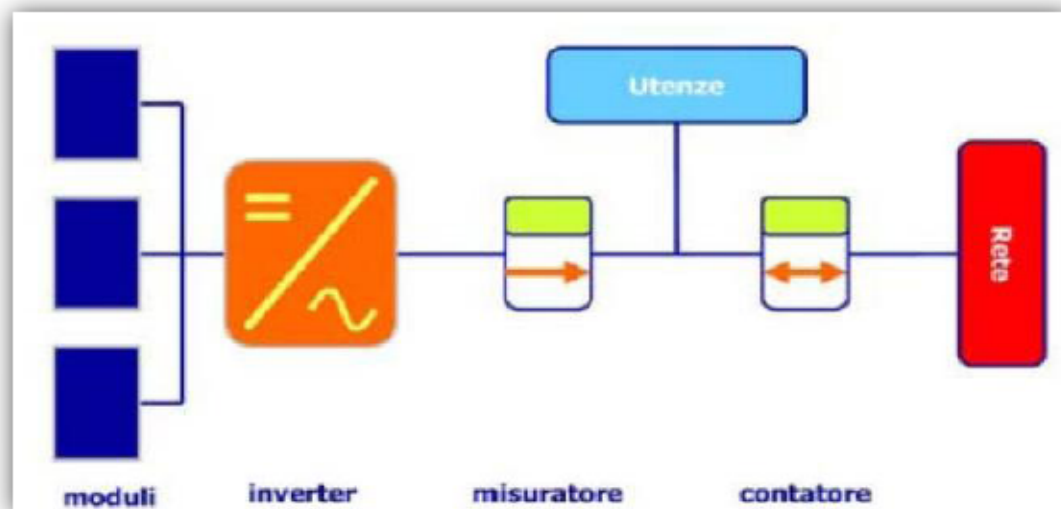 Utenze
Rete
moduli
inverter
misuratore
contatore